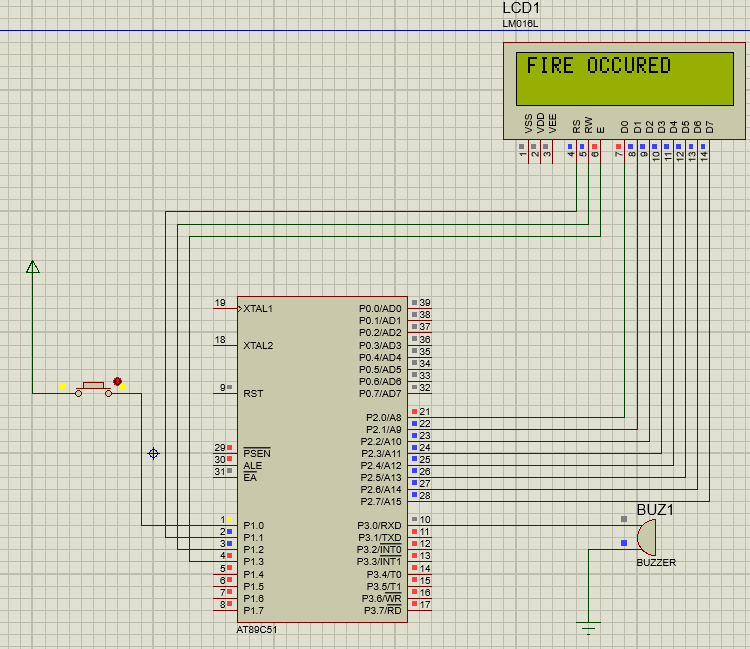 LCD1
LM016L
FIRE OCCURED
VSS
VDD
VEE
RS
RW
E
D0
D1
D2
D3
D4
D5
D6
D7
1
2
3
4
5
6
7
8
9
10
11
12
13
14
19 XTAL1 P0.0/AD0 39
P0.1/AD1 38
P0.2/AD2 37
18 XTAL2 P0.3/AD3 36
P0.4/AD4 35
P0.5/AD5 34
P0.6/AD6 33
9 RST P0.7/AD7 32
P2.0/A8 21
P2.1/A9 22
P2.2/A10 23
29 PSEN P2.3/A11 24
30 ALE P2.4/A12 25
31 EA P2.5/A13 26
P2.6/A14 27
P2.7/A15 28
1 P1.0 P3.0/RXD 10
2 P1.1 P3.1/TXD 11
3 P1.2 P3.2/INT0 12
4 P1.3 P3.3/INT1 13
5 P1.4 P3.4/T0 14
6 P1.5 P3.5/T1 15
7 P1.6 P3.6/WR 16
8 P1.7 P3.7/RD 17
AT89C51
BUZ1
BUZZER